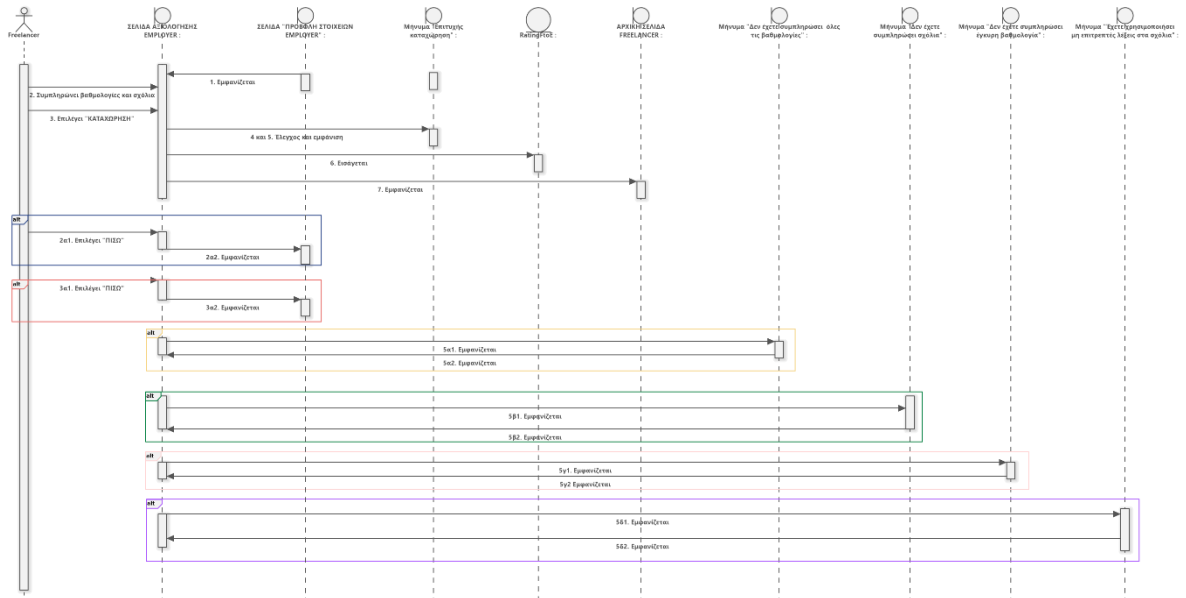 Freelancer
ΣΕΛΙΔΑ ΑΞΙΟΛΟΓΗΣΗΣ
EMPLOYER :
ΣΕΛΙΔΑ "ΠΡΟΒΟΛΗ ΣΤΟΙΧΕΙΩΝ
EMPLOYER" :
Μήνυμα "Επιτυχής
καταχώρηση" :
ΑΡΧΙΚΗ ΣΕΛΙΔΑ
FREELANCER :
Μήνυμα "Δεν έχετε συμπληρώσει όλες
τις βαθμολογίες" :
Μήνυμα "Δεν έχετε
συμπληρώσει σχόλια" :
Μήνυμα "Δεν έχετε συμπληρώσει
έγκυρη βαθμολογία" :
Μήνυμα "Έχετε χρησιμοποιήσει
μη επιτρεπτές λέξεις στα σχόλια" :
1. Εμφανίζεται
2. Συμπληρώνει βαθμολογίες και σχόλια
3. Επιλέγει "ΚΑΤΑΧΩΡΗΣΗ"
4 και 5. Έλεγχος και εμφάνιση
6. Εισάγεται
7. Εμφανίζεται
alt
2α1. Επιλέγει "ΠΙΣΩ"
2α2. Εμφανίζεται
alt
3α1. Επιλέγει "ΠΙΣΩ"
3α2. Εμφανίζεται
alt
5α1. Εμφανίζεται
5α2. Εμφανίζεται
alt
5β1. Εμφανίζεται
5β2. Εμφανίζεται
alt
5γ1. Εμφανίζεται
5γ2 Εμφανίζεται
alt
5δ1. Εμφανίζεται
5δ2. Εμφανίζεται